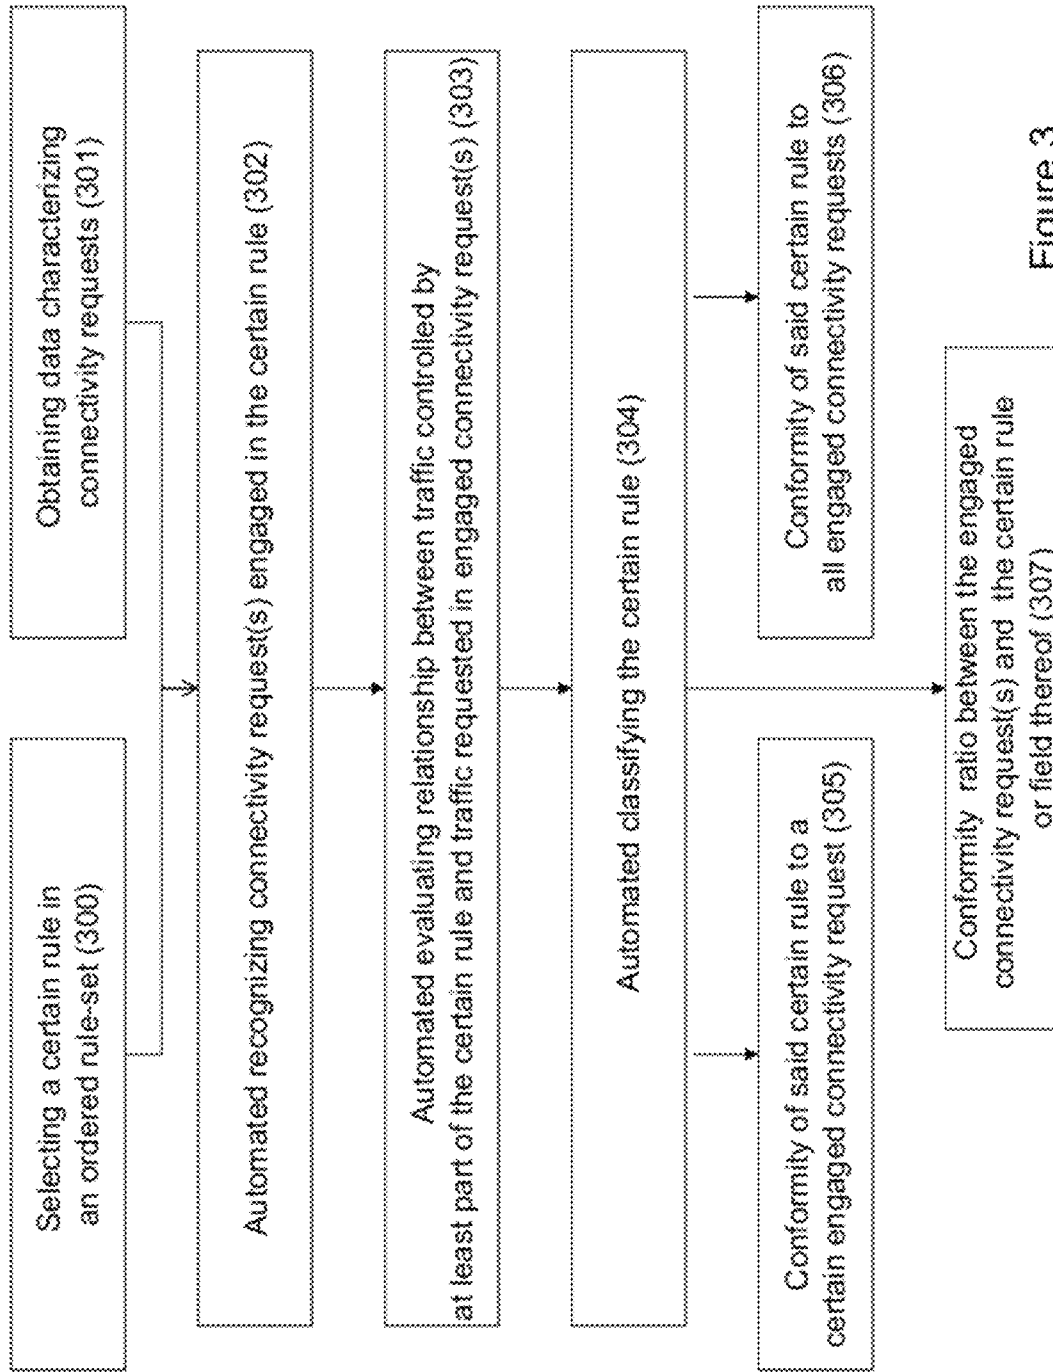 Selecting a certain rule in
an ordered rule-set (300)
Obtaining data characterizing
connectivity requests (301)
Automated recognizing connectivity request(s) engaged in the certain rule (302)
Automated evaluating relationship between traffic controlled by
at least part of the certain rule and traffic requested in engaged connectivity request(s) (303)
Automated classifying the certain rule (304)
Conformity of said certain rule to a
certain engaged connectivity request (305)
Conformity of said certain rule to
all engaged connectivity requests (306)
Conformity ratio between the engaged
connectivity request(s) and the certain rule
or field thereof (307)
Figure 3